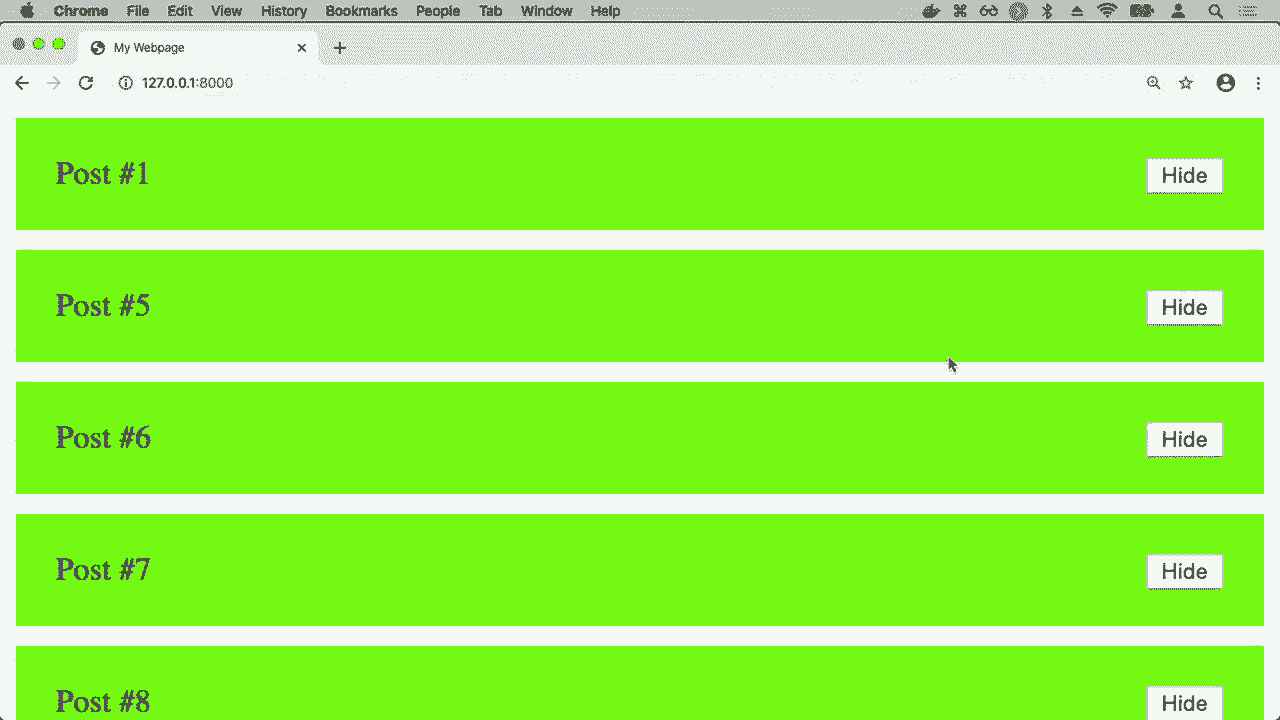 Chrome File Edit View History Bookmarks People Tab Window Help
My Webpage
127.0.0.1:8000
Post #1 Hide
Post #5 Hide
Post #6 Hide
Post #7 Hide
Post #8 Hide